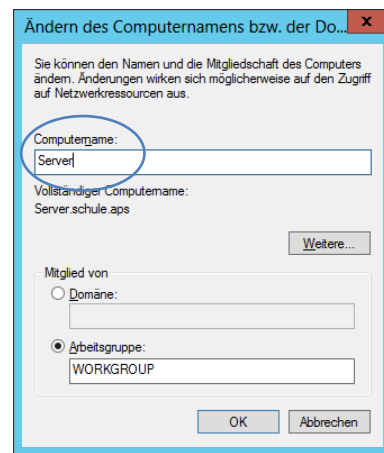 Ändern des Computernamens bzw. der Do...
x
Sie können den Namen und die Mitgliedschaft des Computers
ändern. Änderungen wirken sich möglicherweise auf den Zugriff
auf Netzwerkressourcen aus.
Computername:
Server
Vollständiger Computername:
Server.schule.aps
Weitere...
Mitglied von
Domäne:
Arbeitsgruppe:
WORKGROUP
OK Abbrechen